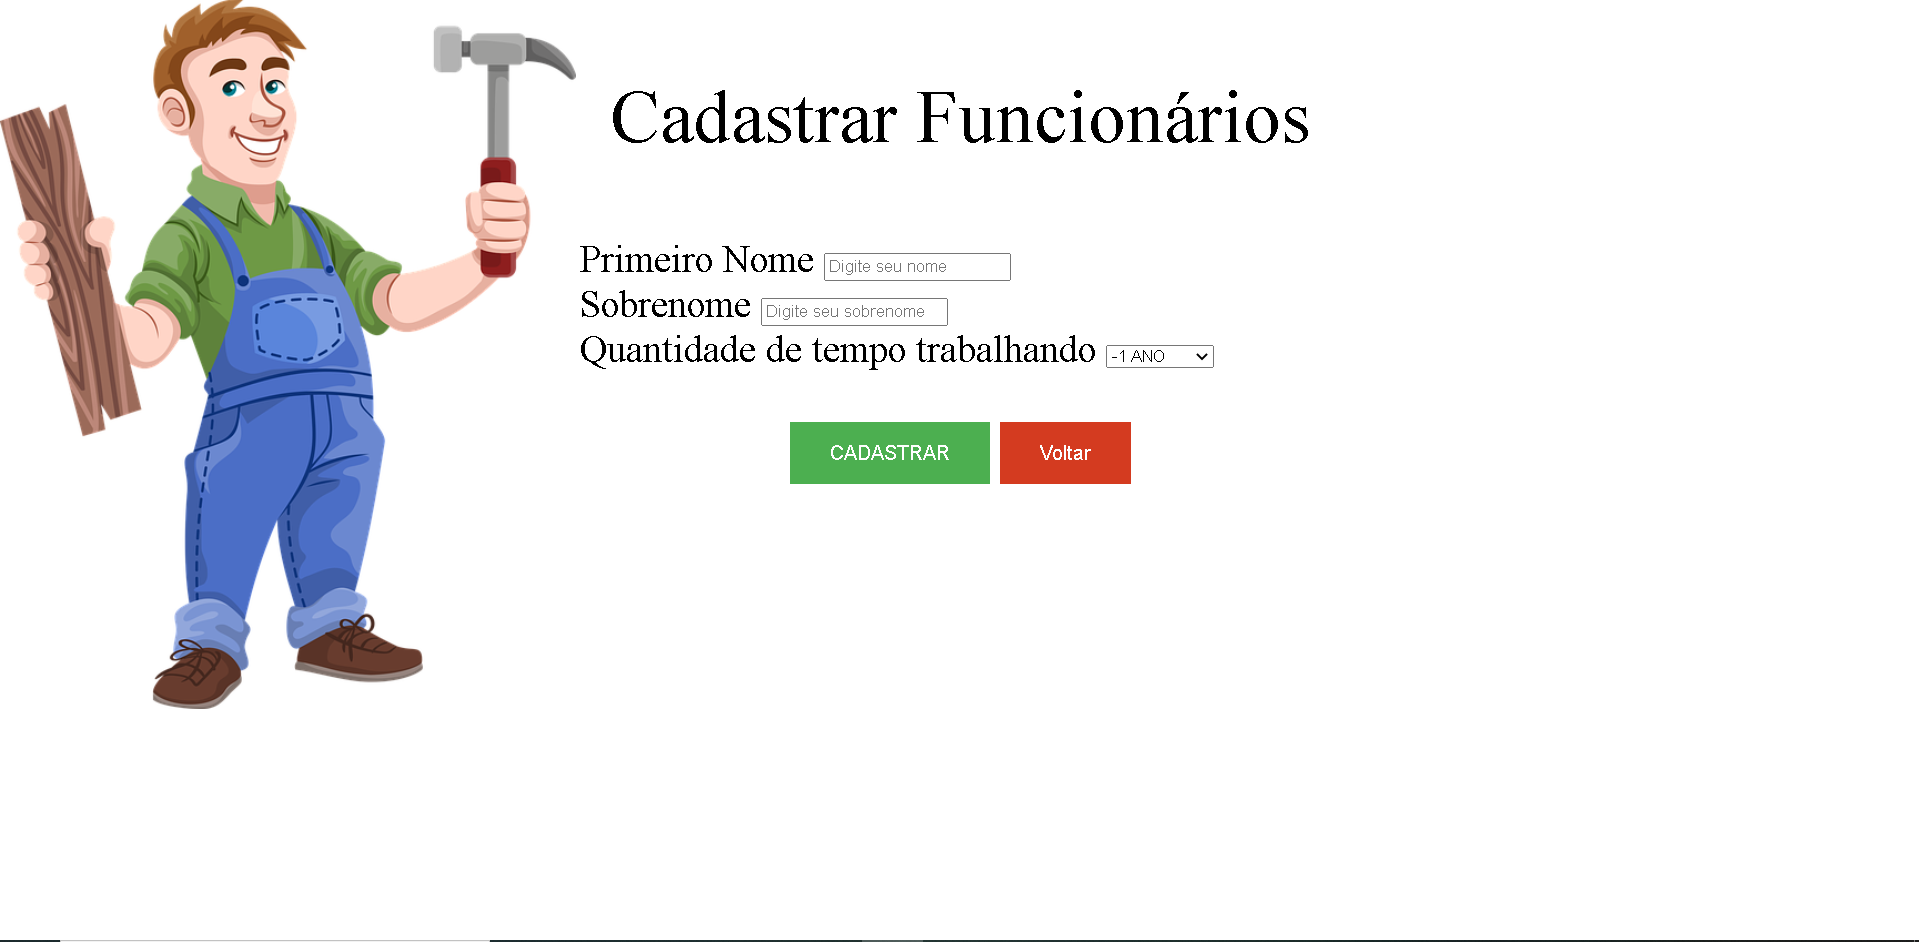 Cadastrar Funcionários
Primeiro Nome Digite seu nome
Sobrenome Digite seu sobrenome
Quantidade de tempo trabalhando -1 ANO
CADASTRAR Voltar